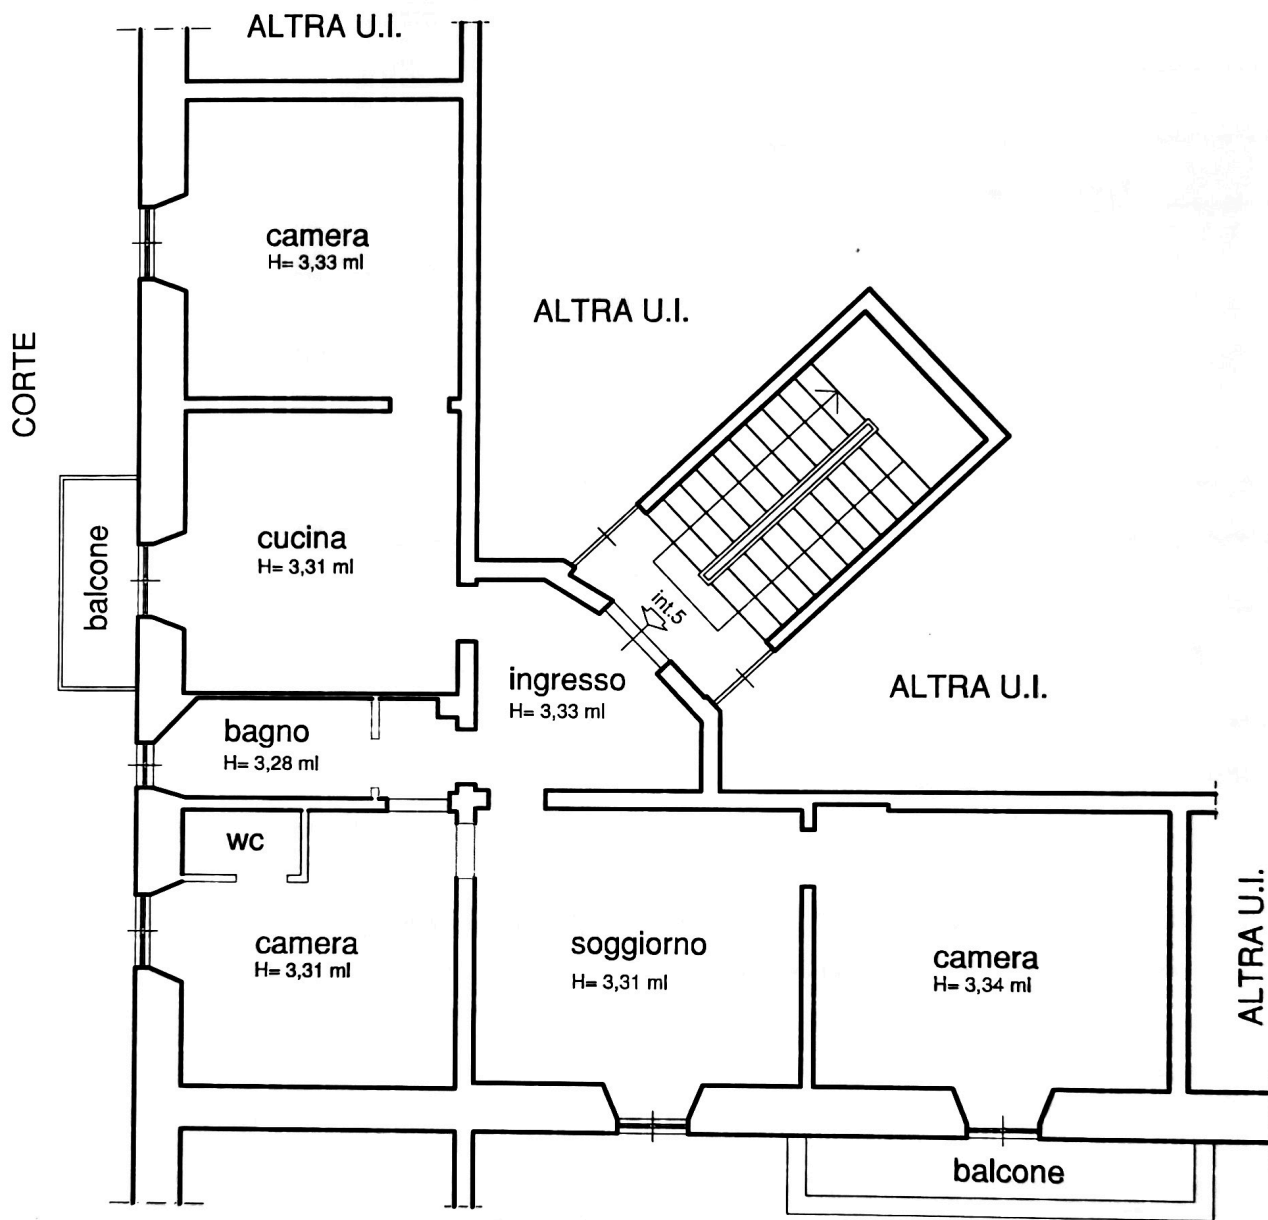 ALTRA U.I.
camera
H= 3,33 ml
ALTRA U.I.
CORTE
cucina
H= 3,31 ml
balcone
int.5
ingresso
H= 3,33 ml
ALTRA U.I.
bagno
H= 3,28 ml
wc
camera
H= 3,31 ml
soggiorno
H= 3,31 ml
camera
H= 3,34 ml
ALTRA U.I.
balcone